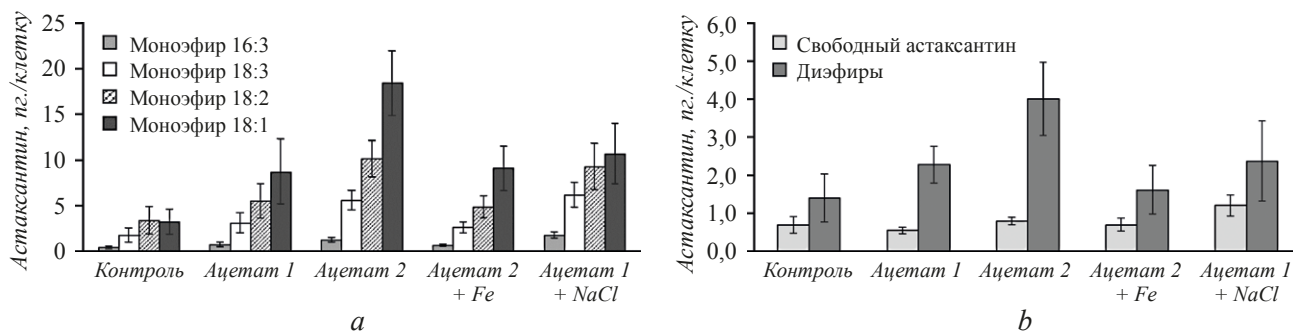 Астаксантин, пг./клетку
25
20
15
10
5
0
Моноэфир 16:3
Моноэфир 18:3
Моноэфир 18:2
Моноэфир 18:1
Контроль
Ацетат 1
Ацетат 2
Ацетат 2
+ Fe
Ацетат 1
+ NaCl
a
Астаксантин, пг./клетку
6,0
5,0
4,0
3,0
2,0
1,0
0,0
Свободный астаксантин
Диэфиры
Контроль
Ацетат 1
Ацетат 2
Ацетат 2
+ Fe
Ацетат 1
+ NaCl
b